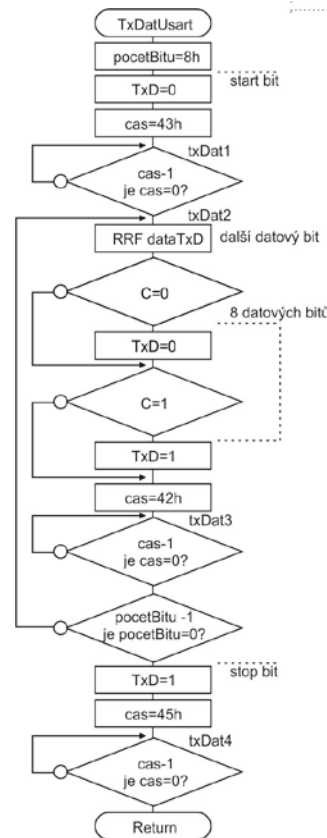 TxDatUsart
pocetBitu=8h
start bit
TxD=0
cas=43h
txDat1
cas-1
je cas=0?
txDat2
RRF dataTxD
další datový bit
C=0
8 datových bitů
TxD=0
C=1
TxD=1
cas=42h
txDat3
cas-1
je cas=0?
pocetBitu -1
je pocetBitu=0?
stop bit
TxD=1
cas=45h
txDat4
cas-1
je cas=0?
Return